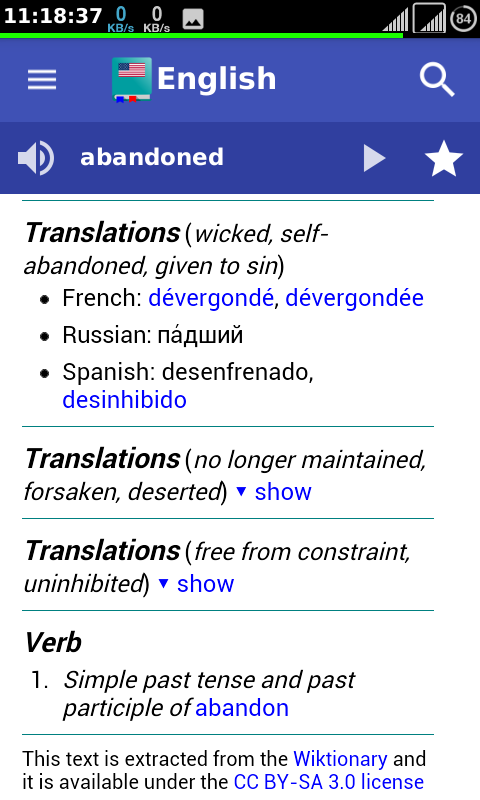 11:18:37 0 KB/s 0 KB/s 84
English
abandoned
Translations (wicked, self-
abandoned, given to sin)
• French: dévergondé, dévergondée
• Russian: па́дший
• Spanish: desenfrenado,
desinhibido
Translations (no longer maintained,
forsaken, deserted) ▼ show
Translations (free from constraint,
uninhibited) ▼ show
Verb
1. Simple past tense and past
participle of abandon
This text is extracted from the Wiktionary and
it is available under the CC BY-SA 3.0 license